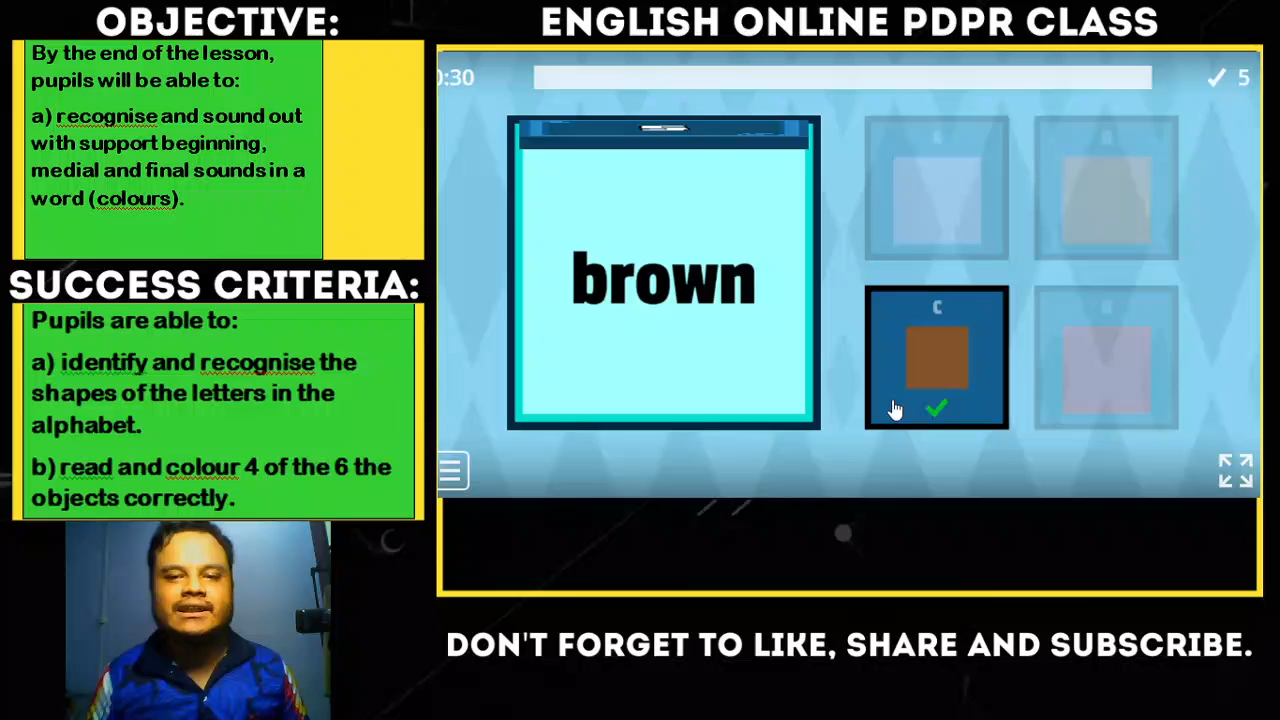 OBJECTIVE:
By the end of the lesson,
pupils will be able to:
a) recognise and sound out
with support beginning,
medial and final sounds in a
word (colours).
SUCCESS CRITERIA:
Pupils are able to:
a) identify and recognise the
shapes of the letters in the
alphabet.
b) read and colour 4 of the 6 the
objects correctly.
ENGLISH ONLINE PDPR CLASS
0:30
5
brown
C
DON'T FORGET TO LIKE, SHARE AND SUBSCRIBE.